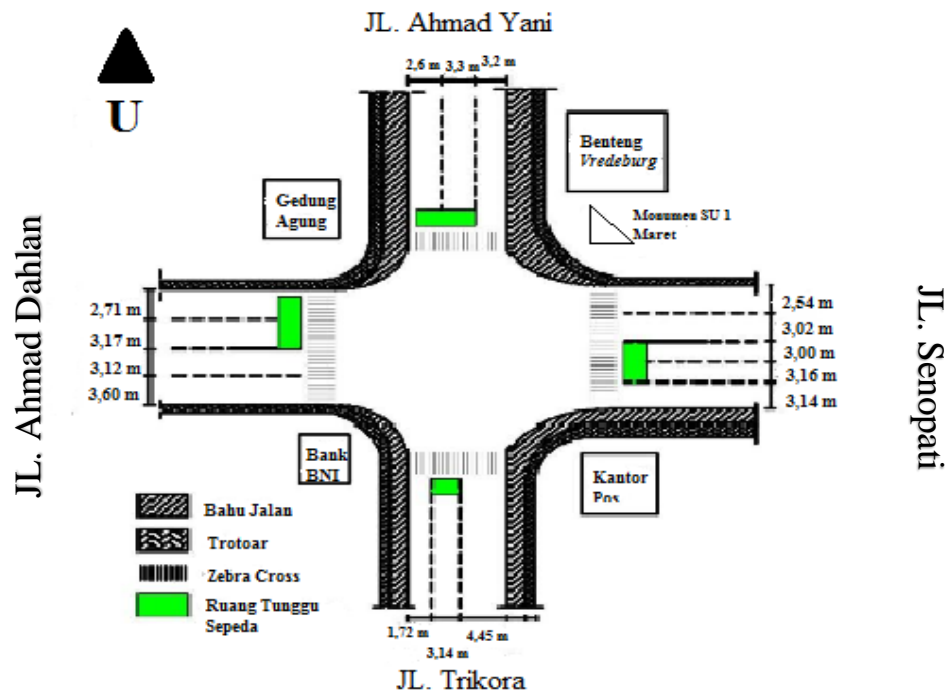 JL. Ahmad Yani
2,6 m 3,3 m 3,2 m
U
Benteng
Vredeburg
Gedung
Agung
Monumen SU 1
Maret
JL. Ahmad Dahlan
2,71 m
3,17 m
3,12 m
3,60 m
2,54 m
3,02 m
3,00 m
3,16 m
3,14 m
JL. Senopati
Bank
BNI
Kantor
Pos
Bahu Jalan
Trotoar
Zebra Cross
Ruang Tunggu
Sepeda
1,72 m 4,45 m
3,14 m
JL. Trikora